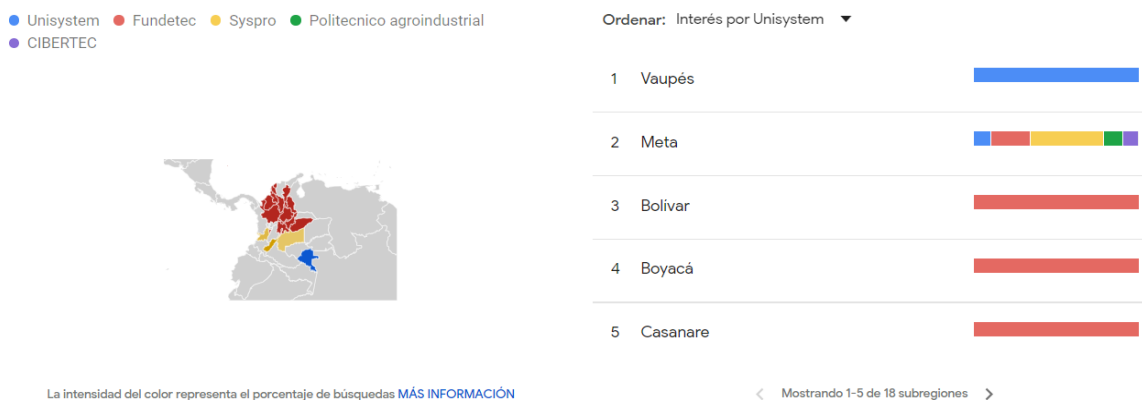 Unisystem Fundetec Syspro Politecnico agroindustrial
CIBERTEC
Ordenar: Interés por Unisystem
1 Vaupés
2 Meta
3 Bolívar
4 Boyacá
5 Casanare
La intensidad del color representa el porcentaje de búsquedas MÁS INFORMACIÓN
Mostrando 1-5 de 18 subregiones